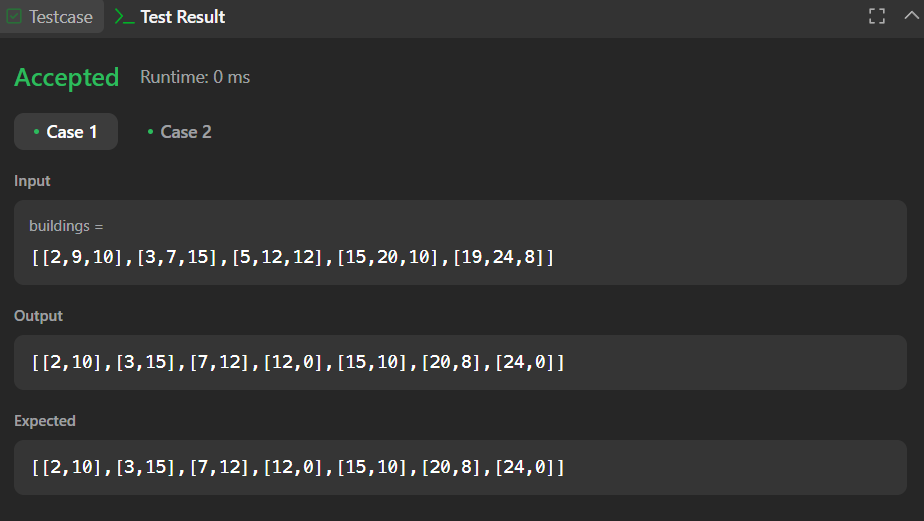 Testcase
Test Result
Accepted Runtime: 0 ms
Case 1 Case 2
Input
buildings =
[[2,9,10],[3,7,15],[5,12,12],[15,20,10],[19,24,8]]
Output
[[2,10],[3,15],[7,12],[12,0],[15,10],[20,8],[24,0]]
Expected
[[2,10],[3,15],[7,12],[12,0],[15,10],[20,8],[24,0]]